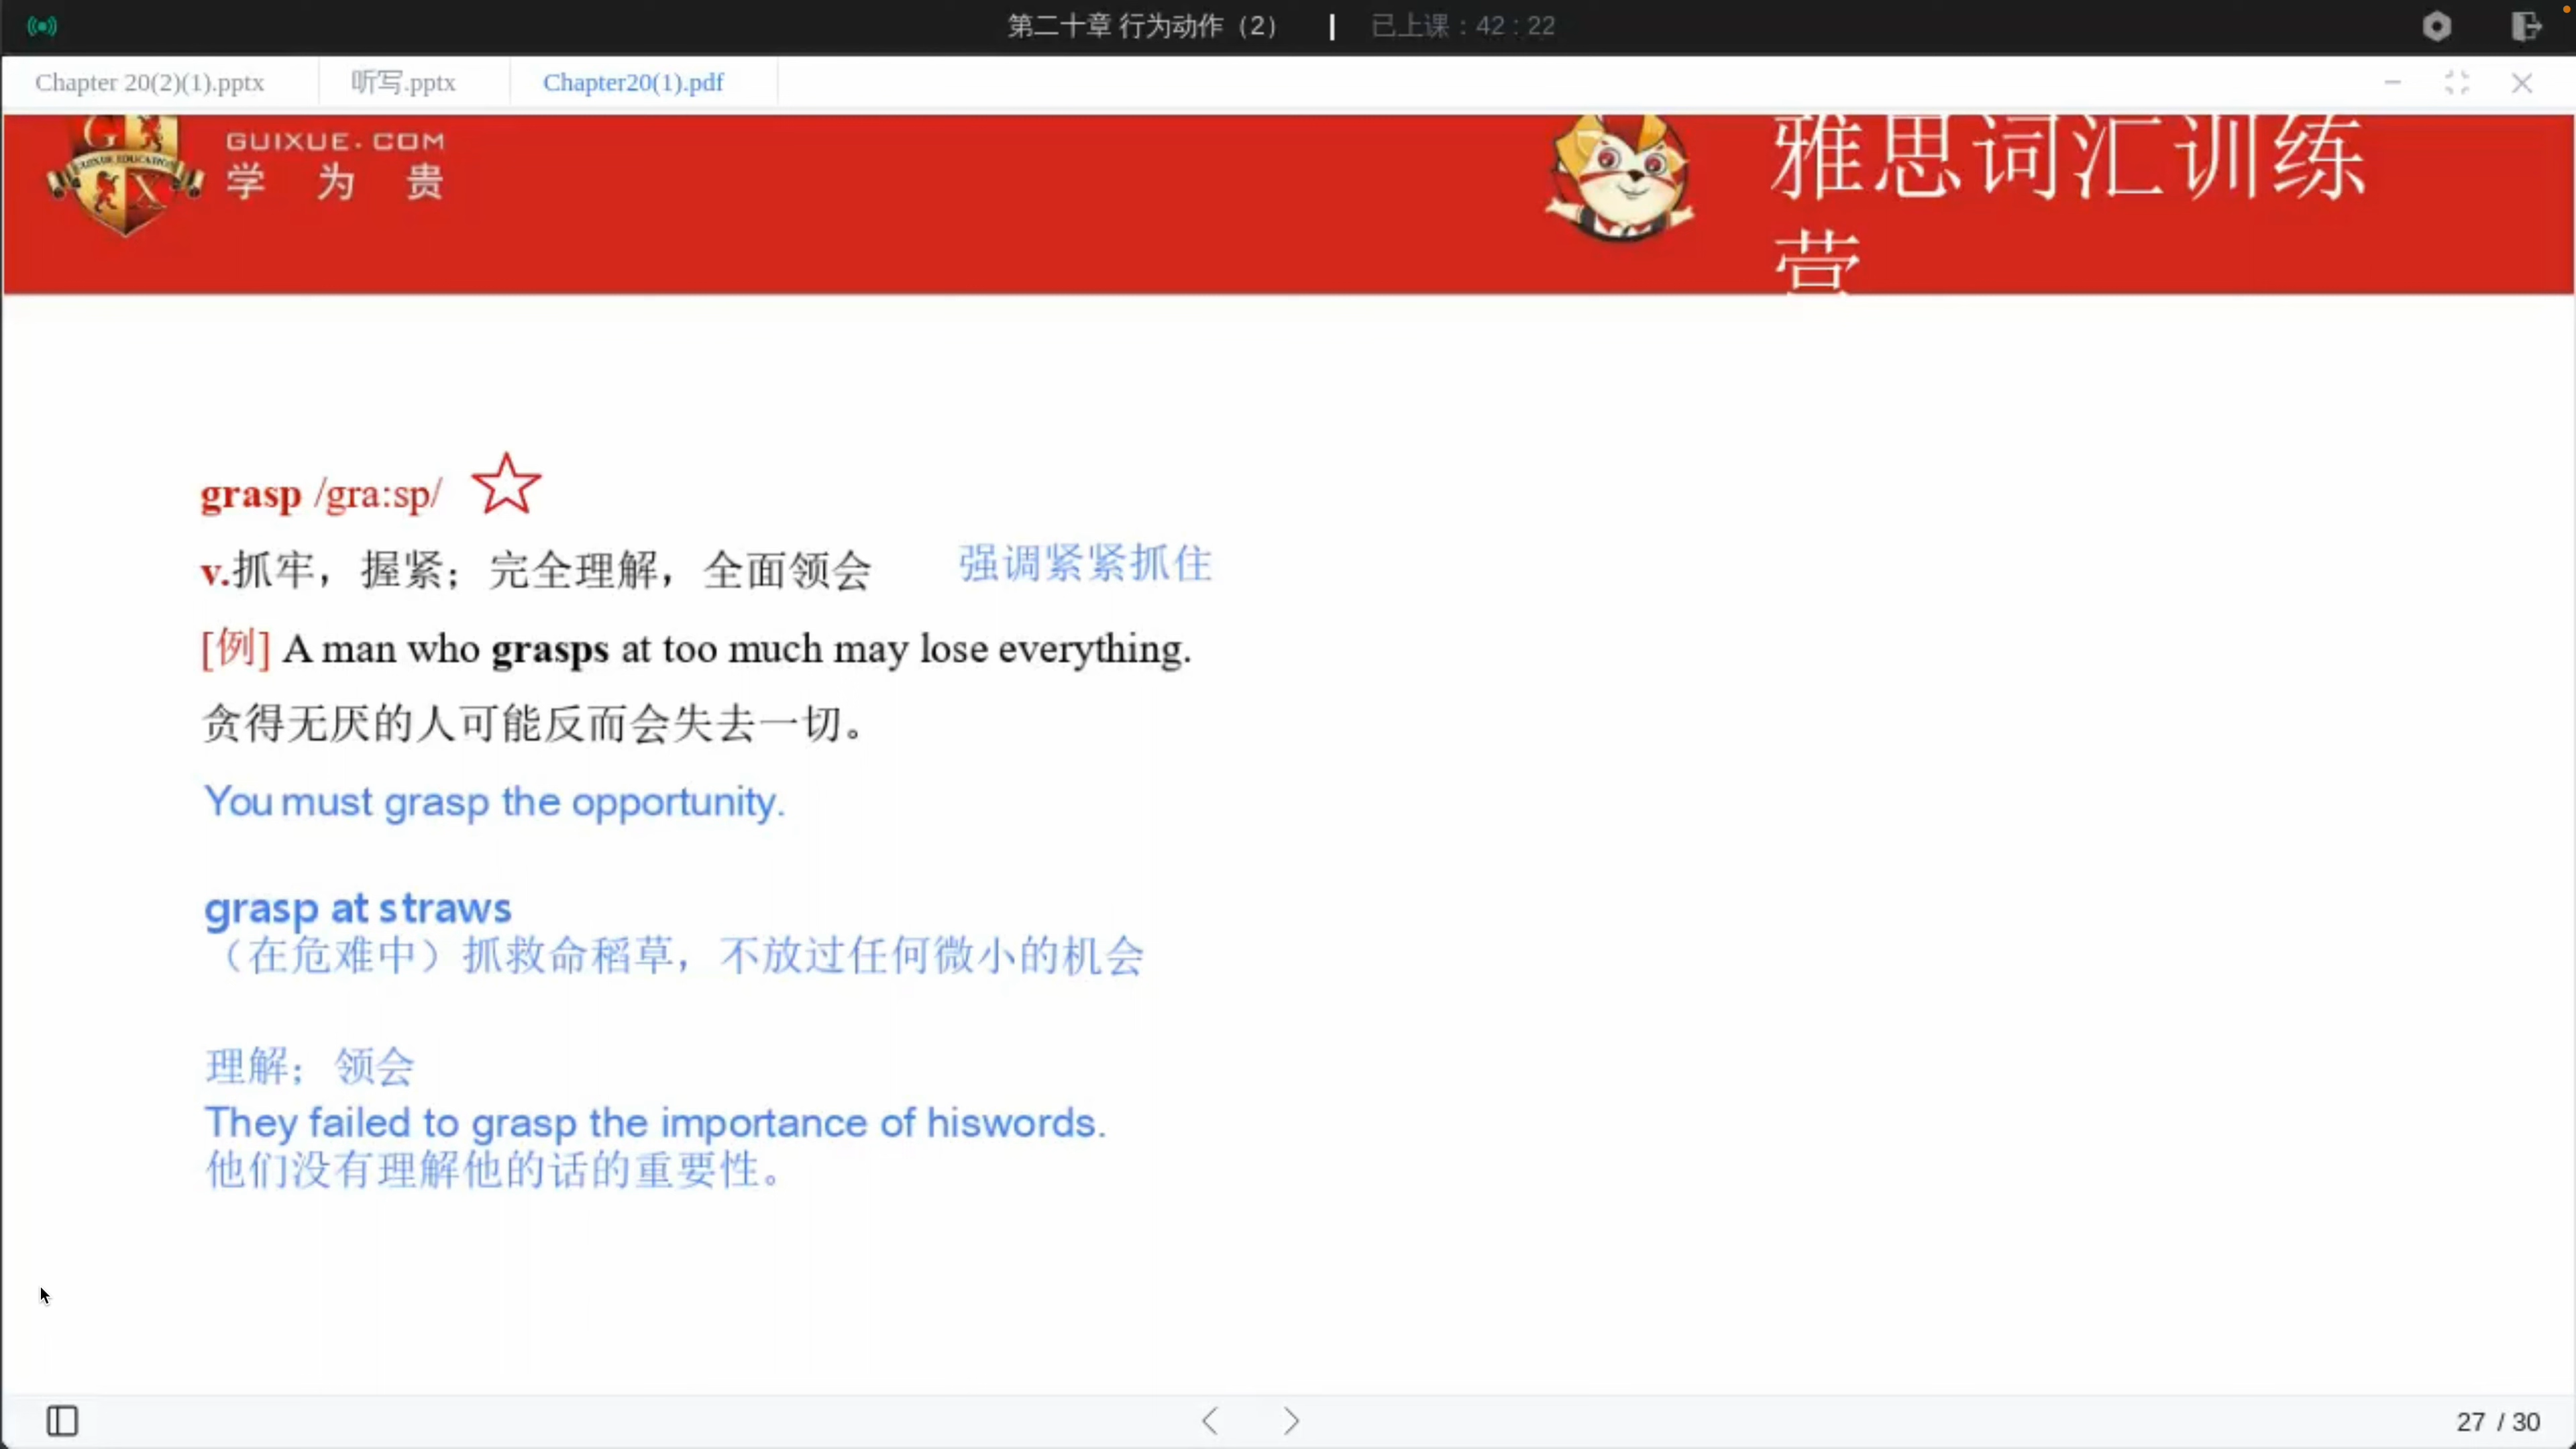 第二十章 行为动作（2） | 已上课：42：22
Chapter 20(2)(1).pptx 听写.pptx Chapter20(1).pdf
GUIXUE.COM
学为贵
G
GUIXUE EDUCATION
X
雅思词汇训练
营
grasp /gra:sp/
v.抓牢，握紧；完全理解，全面领会 强调紧紧抓住
[例] A man who grasps at too much may lose everything.
贪得无厌的人可能反而会失去一切。
You must grasp the opportunity.
grasp at straws
（在危难中）抓救命稻草，不放过任何微小的机会
理解；领会
They failed to grasp the importance of hiswords.
他们没有理解他的话的重要性。
27 / 30